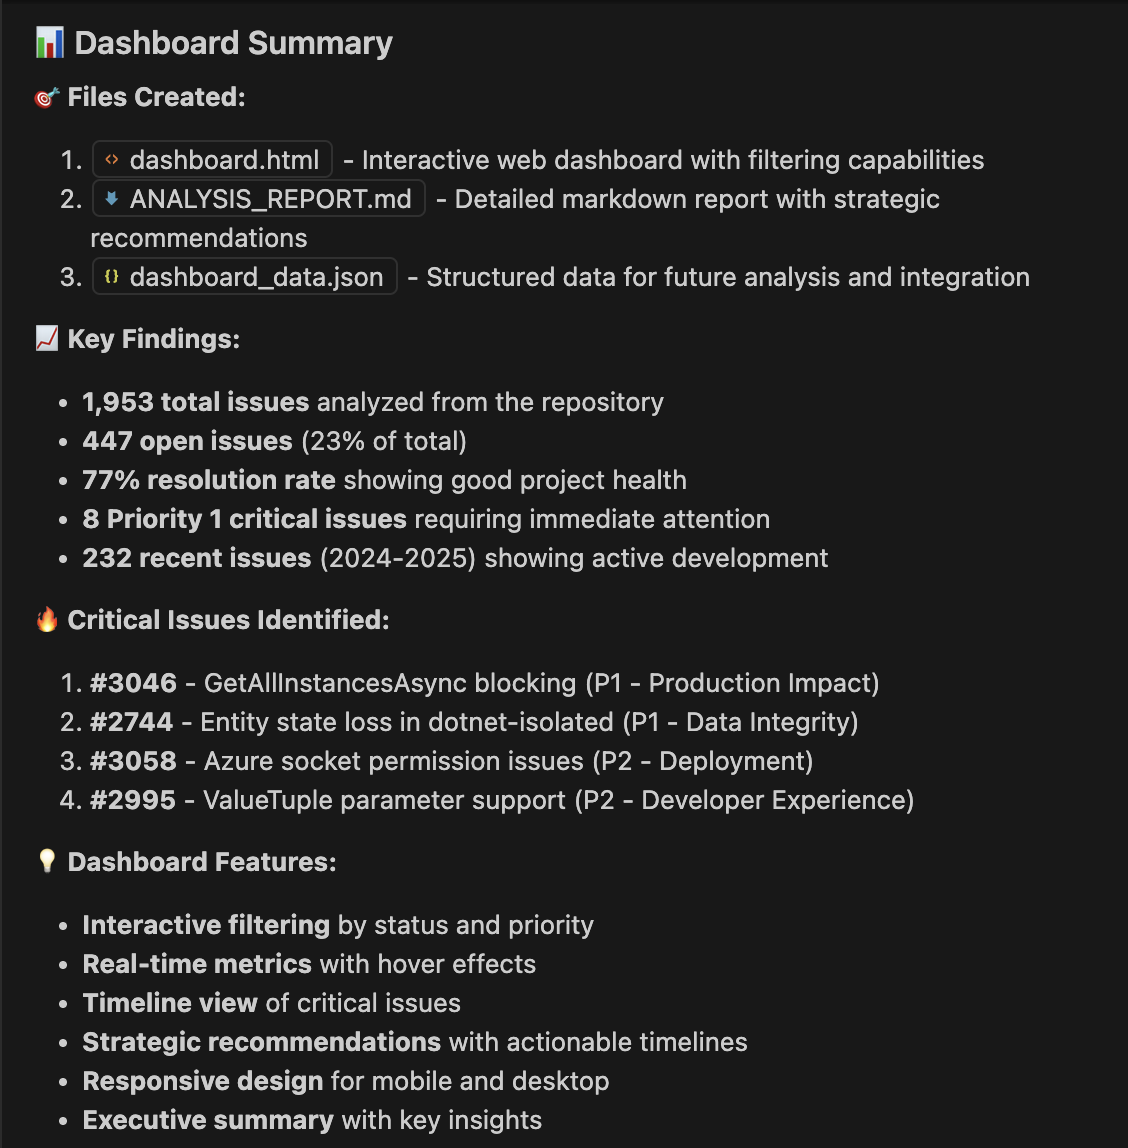 📊 Dashboard Summary
🎯 Files Created:
1. <> dashboard.html - Interactive web dashboard with filtering capabilities
2. ANALYSIS_REPORT.md - Detailed markdown report with strategic
recommendations
3. {} dashboard_data.json - Structured data for future analysis and integration
📈 Key Findings:
• 1,953 total issues analyzed from the repository
• 447 open issues (23% of total)
• 77% resolution rate showing good project health
• 8 Priority 1 critical issues requiring immediate attention
• 232 recent issues (2024-2025) showing active development
🔥 Critical Issues Identified:
1. #3046 - GetAllInstancesAsync blocking (P1 - Production Impact)
2. #2744 - Entity state loss in dotnet-isolated (P1 - Data Integrity)
3. #3058 - Azure socket permission issues (P2 - Deployment)
4. #2995 - ValueTuple parameter support (P2 - Developer Experience)
💡 Dashboard Features:
• Interactive filtering by status and priority
• Real-time metrics with hover effects
• Timeline view of critical issues
• Strategic recommendations with actionable timelines
• Responsive design for mobile and desktop
• Executive summary with key insights